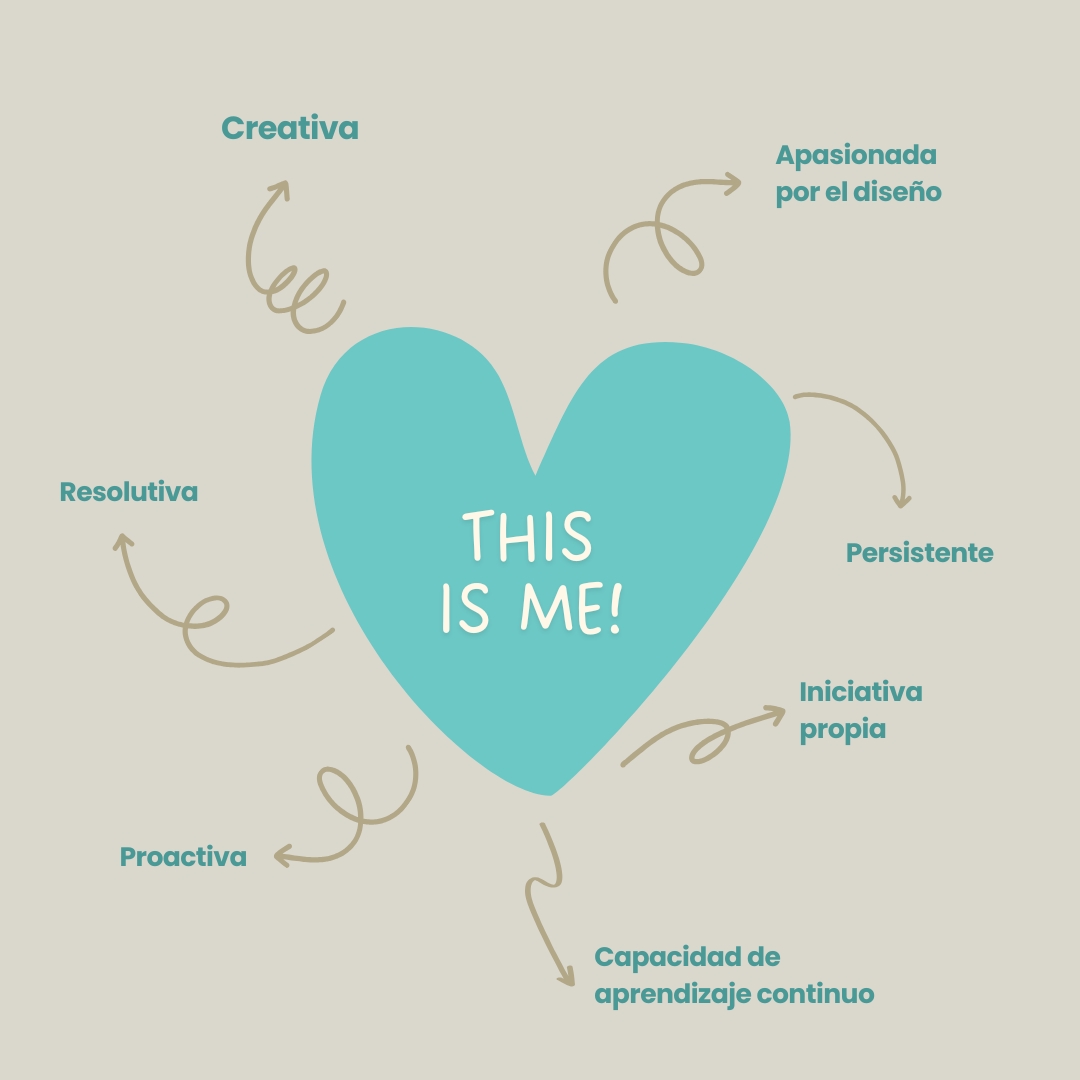 Creativa
Apasionada
por el diseño
Resolutiva
THIS
IS ME!
Persistente
Iniciativa
propia
Proactiva
Capacidad de
aprendizaje continuo